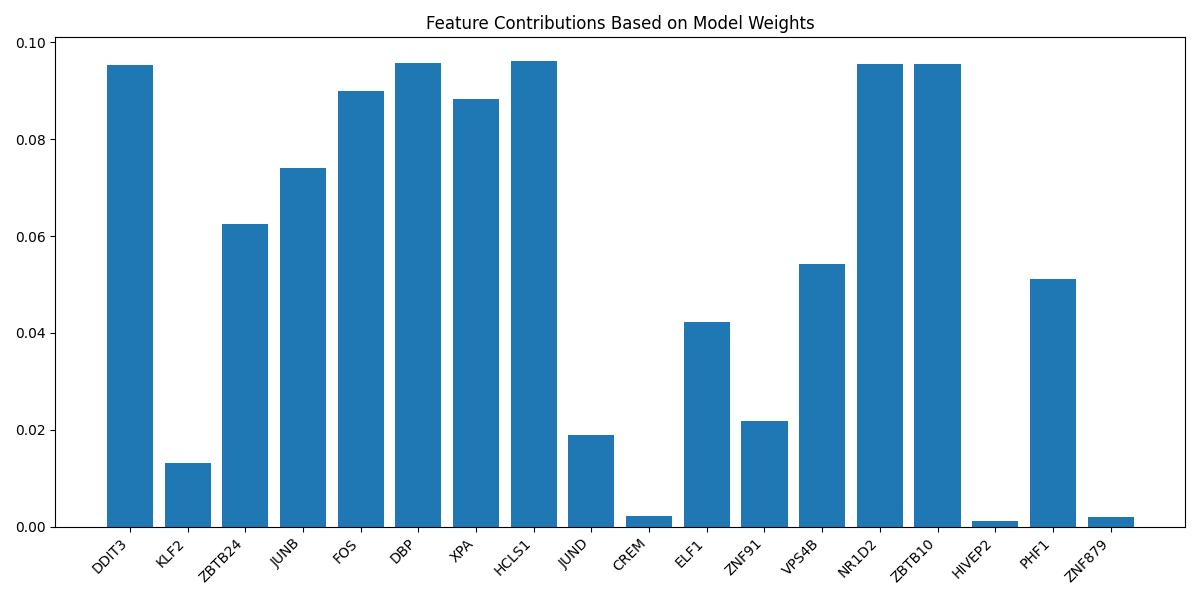 Feature Contributions Based on Model Weights
0.10
0.08
0.06
0.04
0.02
0.00
DDIT3
KLF2
ZBTB24
JUNB
FOS
DBP
XPA
HCLS1
JUND
CREM
ELF1
ZNF91
VPS4B
NR1D2
ZBTB10
HIVEP2
PHF1
ZNF879